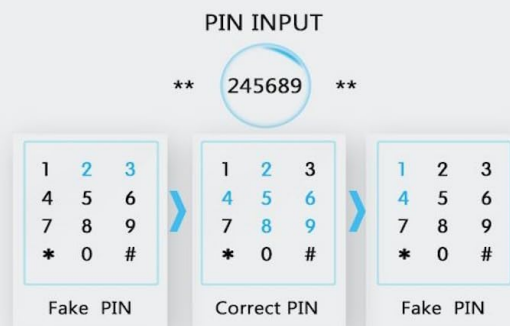 PIN INPUT
** 245689 **
1 2 3
4 5 6
7 8 9
* 0 #
Fake PIN
1 2 3
4 5 6
7 8 9
* 0 #
Correct PIN
1 2 3
4 5 6
7 8 9
* 0 #
Fake PIN